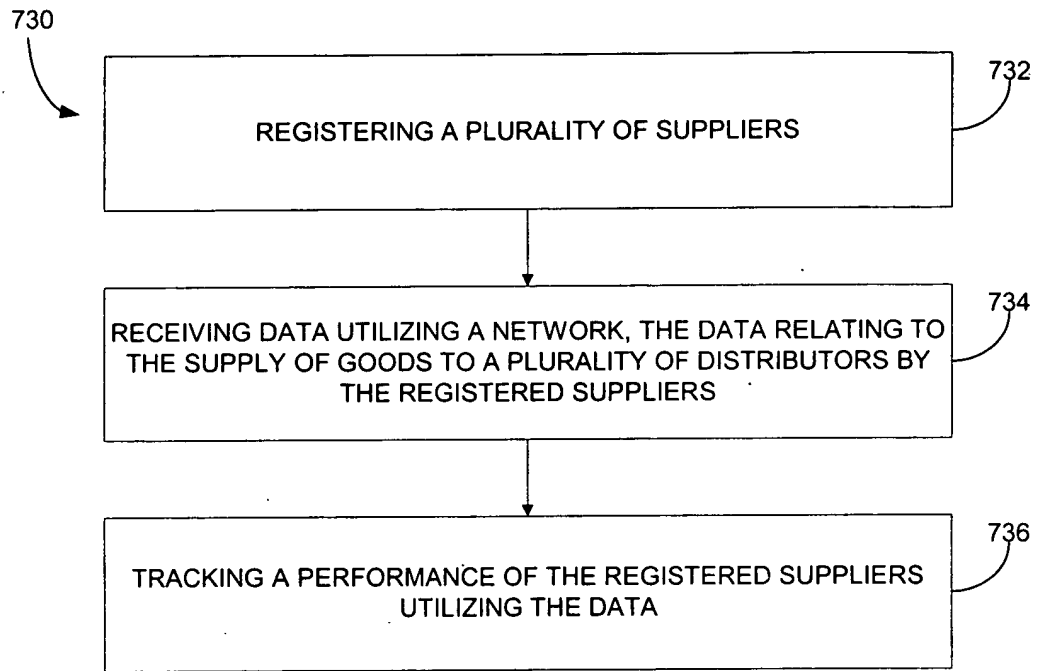 730
732
REGISTERING A PLURALITY OF SUPPLIERS
734
RECEIVING DATA UTILIZING A NETWORK, THE DATA RELATING TO
THE SUPPLY OF GOODS TO A PLURALITY OF DISTRIBUTORS BY
THE REGISTERED SUPPLIERS
736
TRACKING A PERFORMANCE OF THE REGISTERED SUPPLIERS
UTILIZING THE DATA